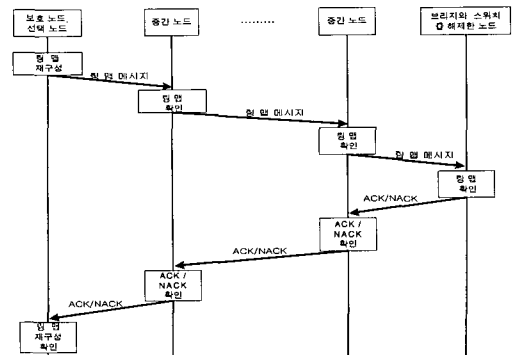 보호 노드,
선택 노드
중간 노드
.........
중간 노드
브리지와 스위치
를 해제한 노드
링 맵
재구성
링 맵 메시지
링 맵
확인
링 맵 메시지
링 맵
확인
링 맵 메시지
링 맵
확인
ACK/NACK
ACK /
NACK
확인
ACK/NACK
ACK /
NACK
확인
ACK/NACK
링 맵
재구성
확인